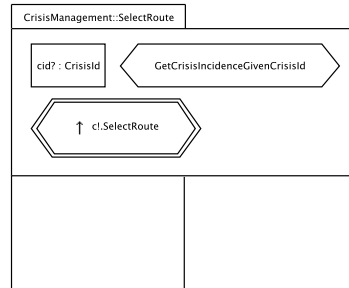 CrisisManagement::SelectRoute
cid? : CrisisId
GetCrisisIncidenceGivenCrisisId
↑ c!.SelectRoute